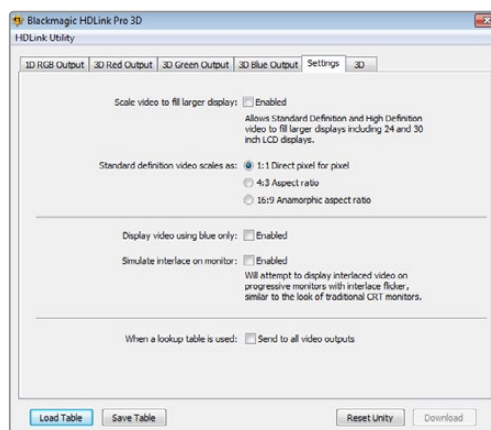 Blackmagic HDLink Pro 3D
HDLink Utility
1D RGB Output 3D Red Output 3D Green Output 3D Blue Output Settings 3D
Scale video to fill larger display: Enabled
Allows Standard Definition and High Definition
video to fill larger displays including 24 and 30
inch LCD displays.
Standard definition video scales as: 1:1 Direct pixel for pixel
4:3 Aspect ratio
16:9 Anamorphic aspect ratio
Display video using blue only: Enabled
Simulate interlace on monitor: Enabled
Will attempt to display interlaced video on
progressive monitors with interlace flicker,
similar to the look of traditional CRT monitors.
When a lookup table is used: Send to all video outputs
Load Table Save Table Reset Unity Download